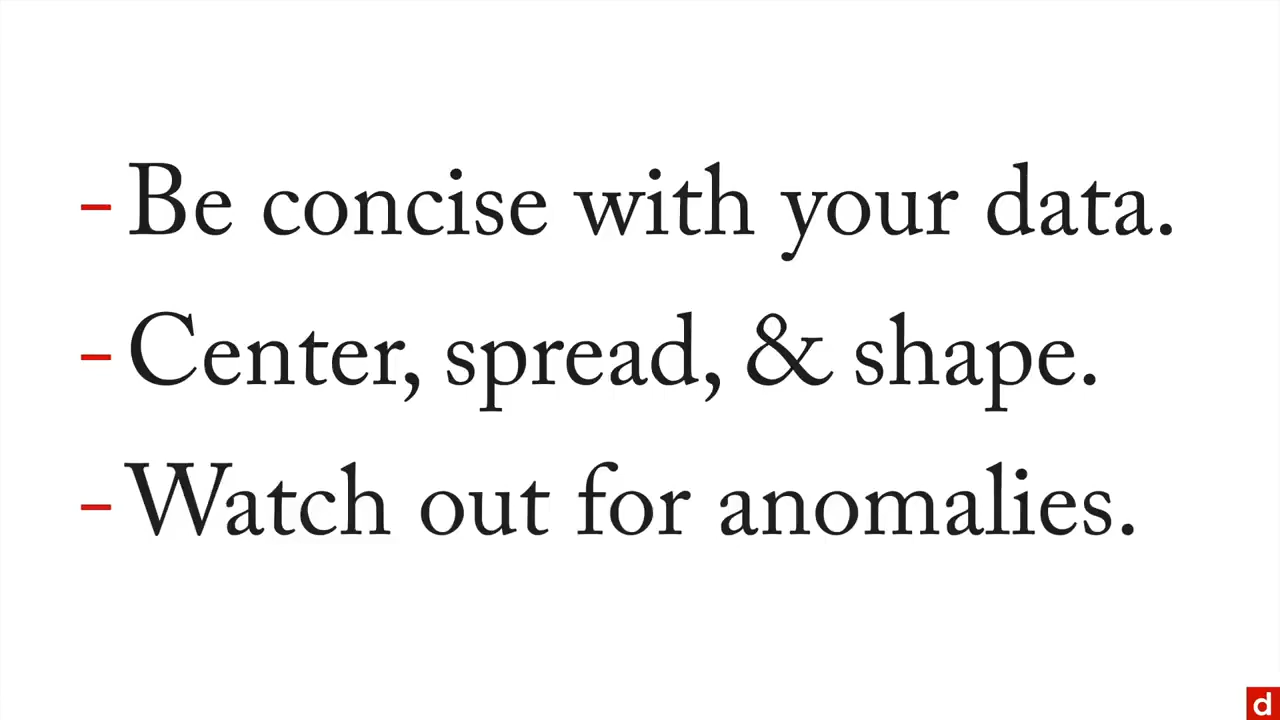 - Be concise with your data.
- Center, spread, & shape.
- Watch out for anomalies.
d